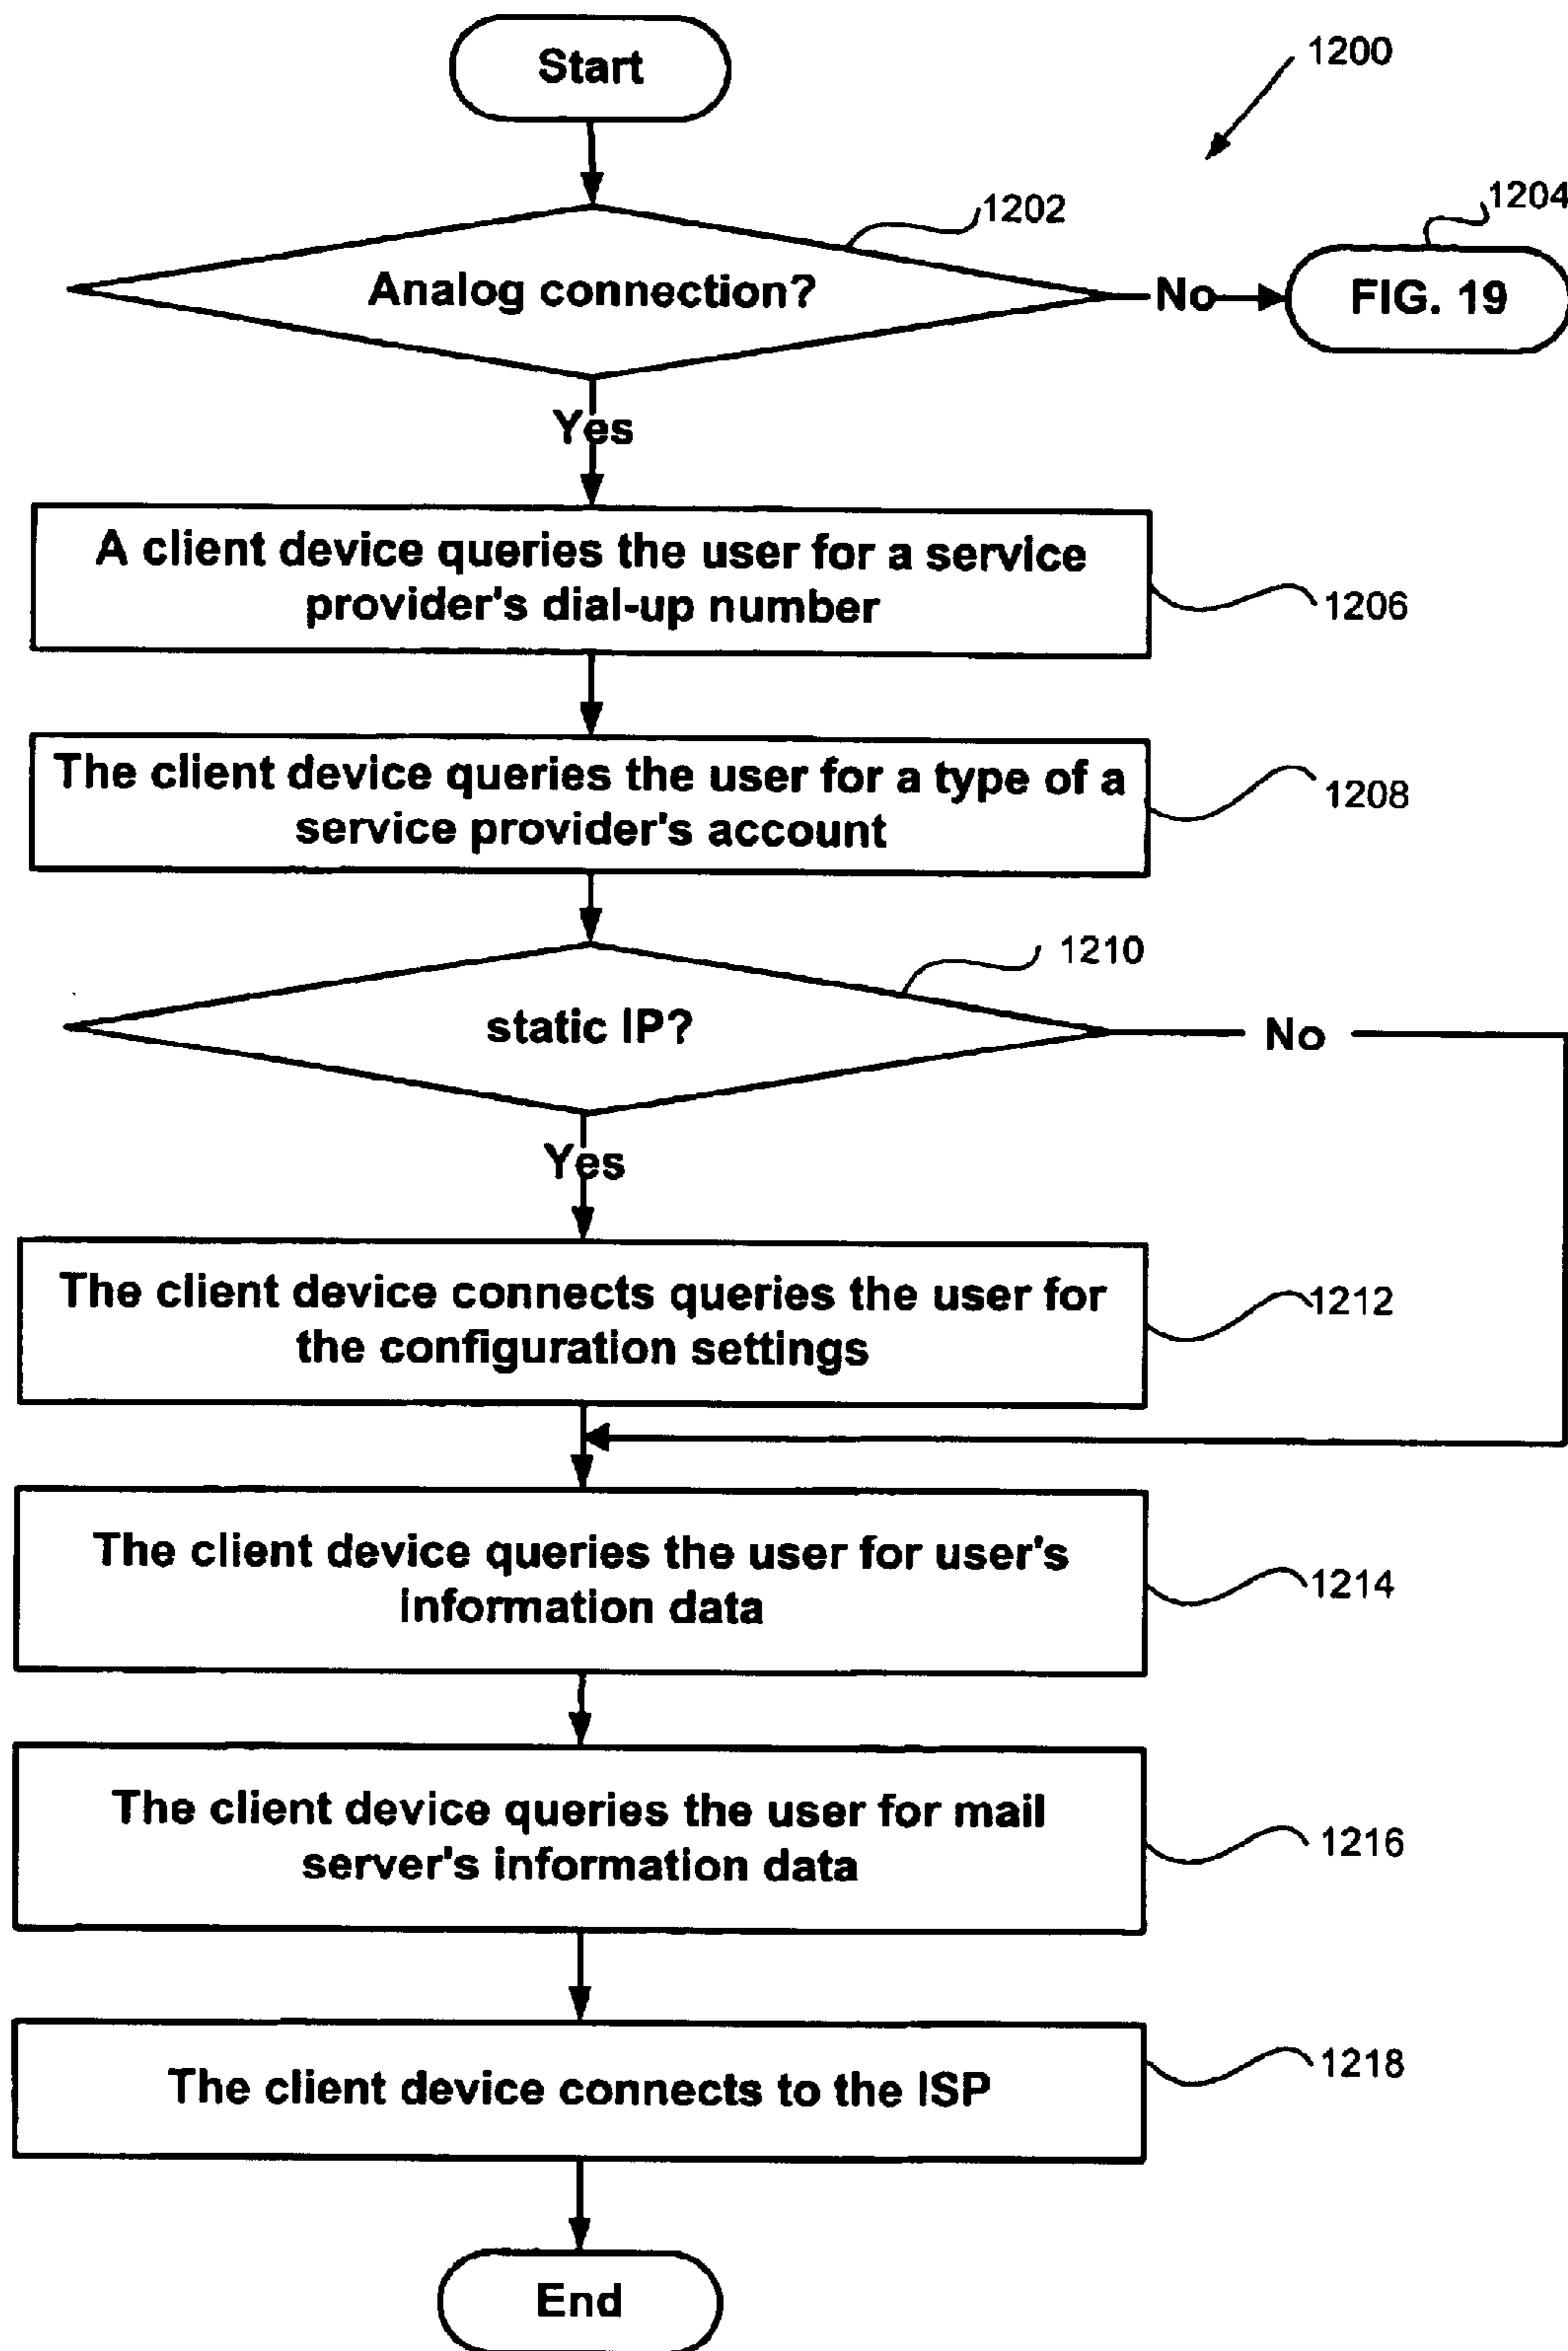 Start
1200
1202
1204
Analog connection?
No
FIG. 19
Yes
A client device queries the user for a service
provider's dial-up number
1206
The client device queries the user for a type of a
service provider's account
1208
1210
static IP?
No
Yes
The client device connects queries the user for
the configuration settings
1212
The client device queries the user for user's
information data
1214
The client device queries the user for mail
server's information data
1216
The client device connects to the ISP
1218
End